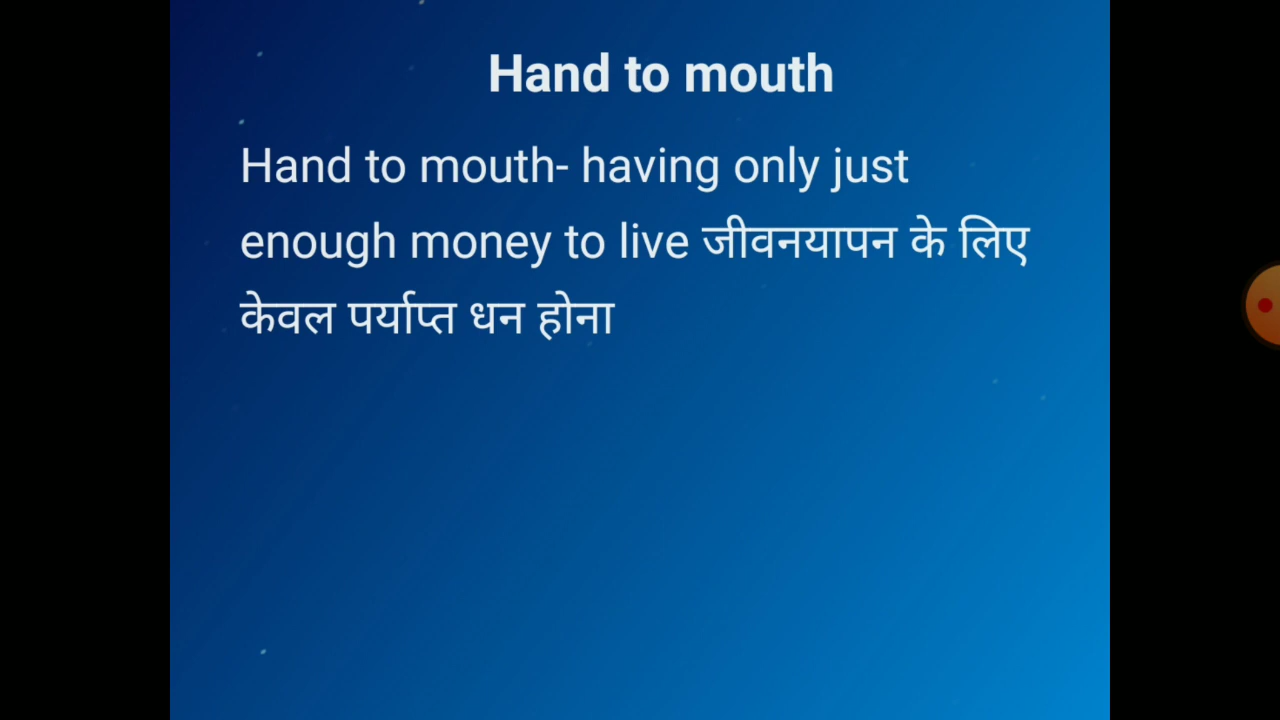 Hand to mouth
Hand to mouth- having only just
enough money to live जीवनयापन के लिए
केवल पर्याप्त धन होना